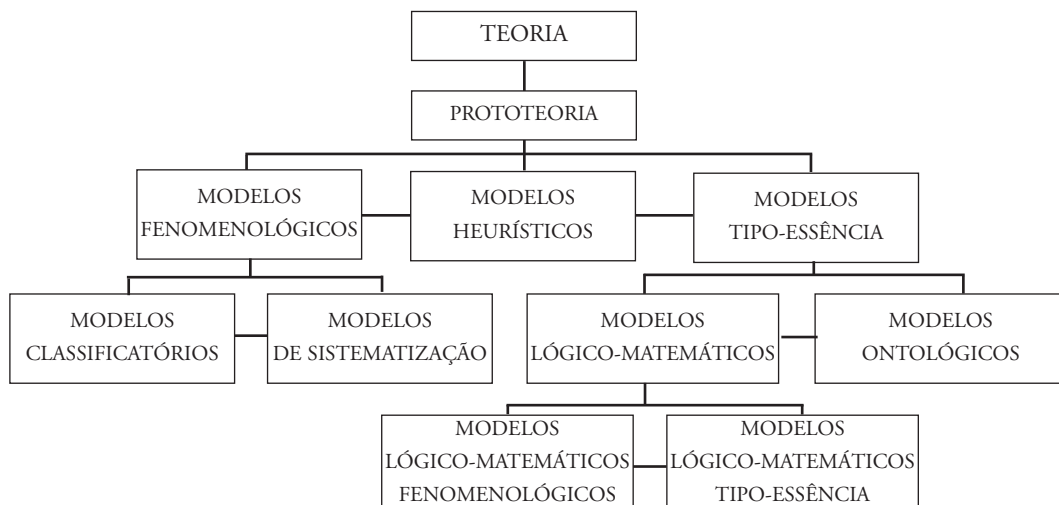 TEORIA
PROTOTEORIA
MODELOS
FENOMENOLÓGICOS
MODELOS
HEURÍSTICOS
MODELOS
TIPO-ESSÊNCIA
MODELOS
CLASSIFICATÓRIOS
MODELOS
DE SISTEMATIZAÇÃO
MODELOS
LÓGICO-MATEMÁTICOS
MODELOS
ONTOLÓGICOS
MODELOS
LÓGICO-MATEMÁTICOS
FENOMENOLÓGICOS
MODELOS
LÓGICO-MATEMÁTICOS
TIPO-ESSÊNCIA